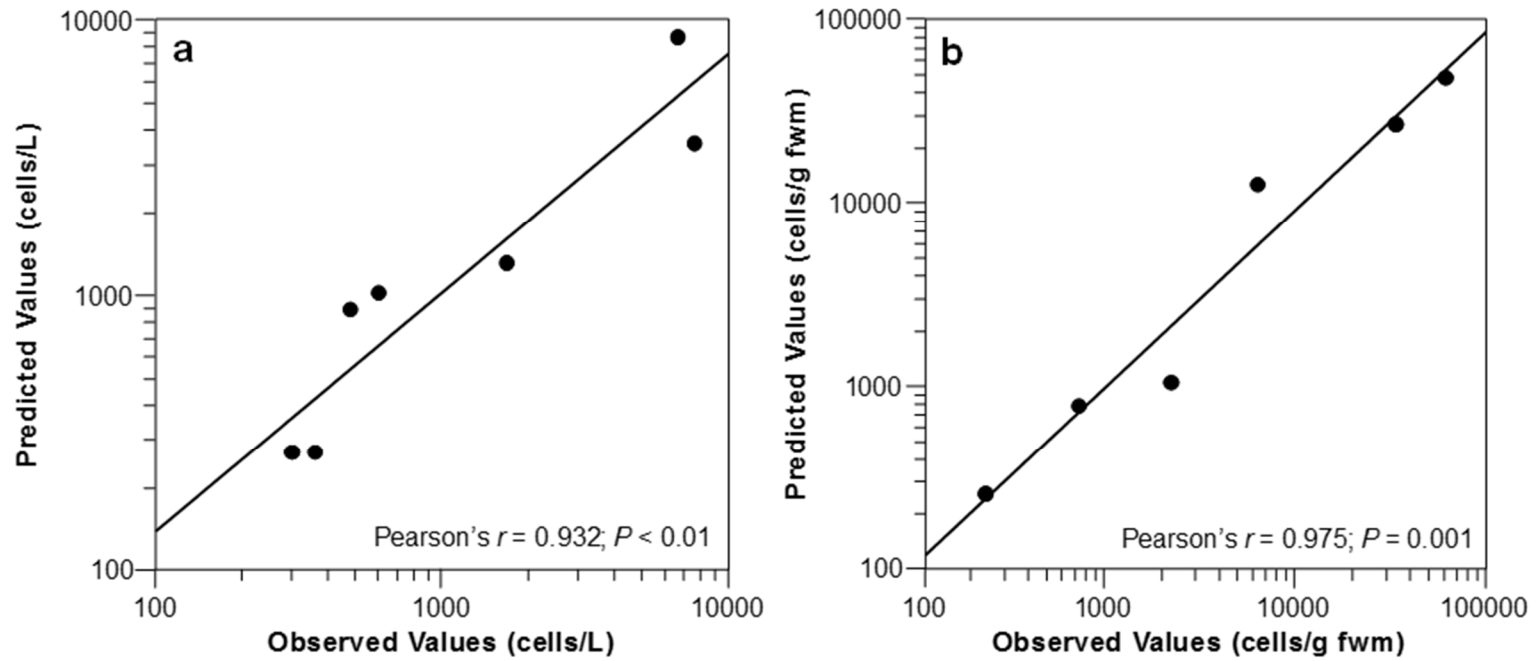 a
Predicted Values (cells/L)
10000
1000
100
100 1000 10000
Observed Values (cells/L)
Pearson's r = 0.932; P < 0.01
b
Predicted Values (cells/g fwm)
100000
10000
1000
100
100 1000 10000 100000
Observed Values (cells/g fwm)
Pearson's r = 0.975; P = 0.001